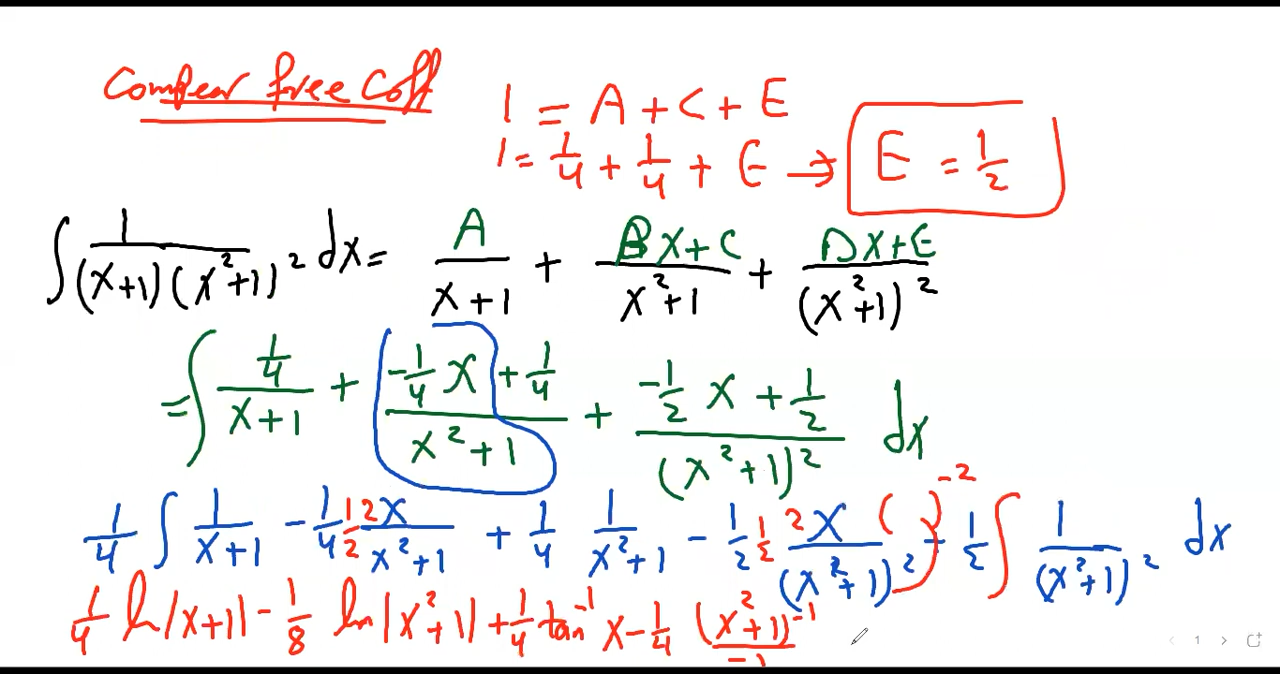 Compear free Coff
1 = A + C + E
1 = 1/4 + 1/4 + E → E = 1/2
∫ 1/((x+1)(x²+1)²) dx = A/(x+1) + (Bx+C)/(x²+1) + (Dx+E)/(x²+1)²
= ∫ (1/4)/(x+1) + (-1/4 x + 1/4)/(x²+1) + (-1/2 x + 1/2)/(x²+1)² dx
1/4 ∫ 1/(x+1) - 1/4 1/2 2x/(x²+1) + 1/4 1/(x²+1) - 1/2 1/2 2x ( (x²+1)² )⁻² + 1/2 ∫ 1/(x²+1)² dx
1/4 ln|x+1| - 1/8 ln|x²+1| + 1/4 tan⁻¹ x - 1/4 (x²+1)⁻¹/-1
1